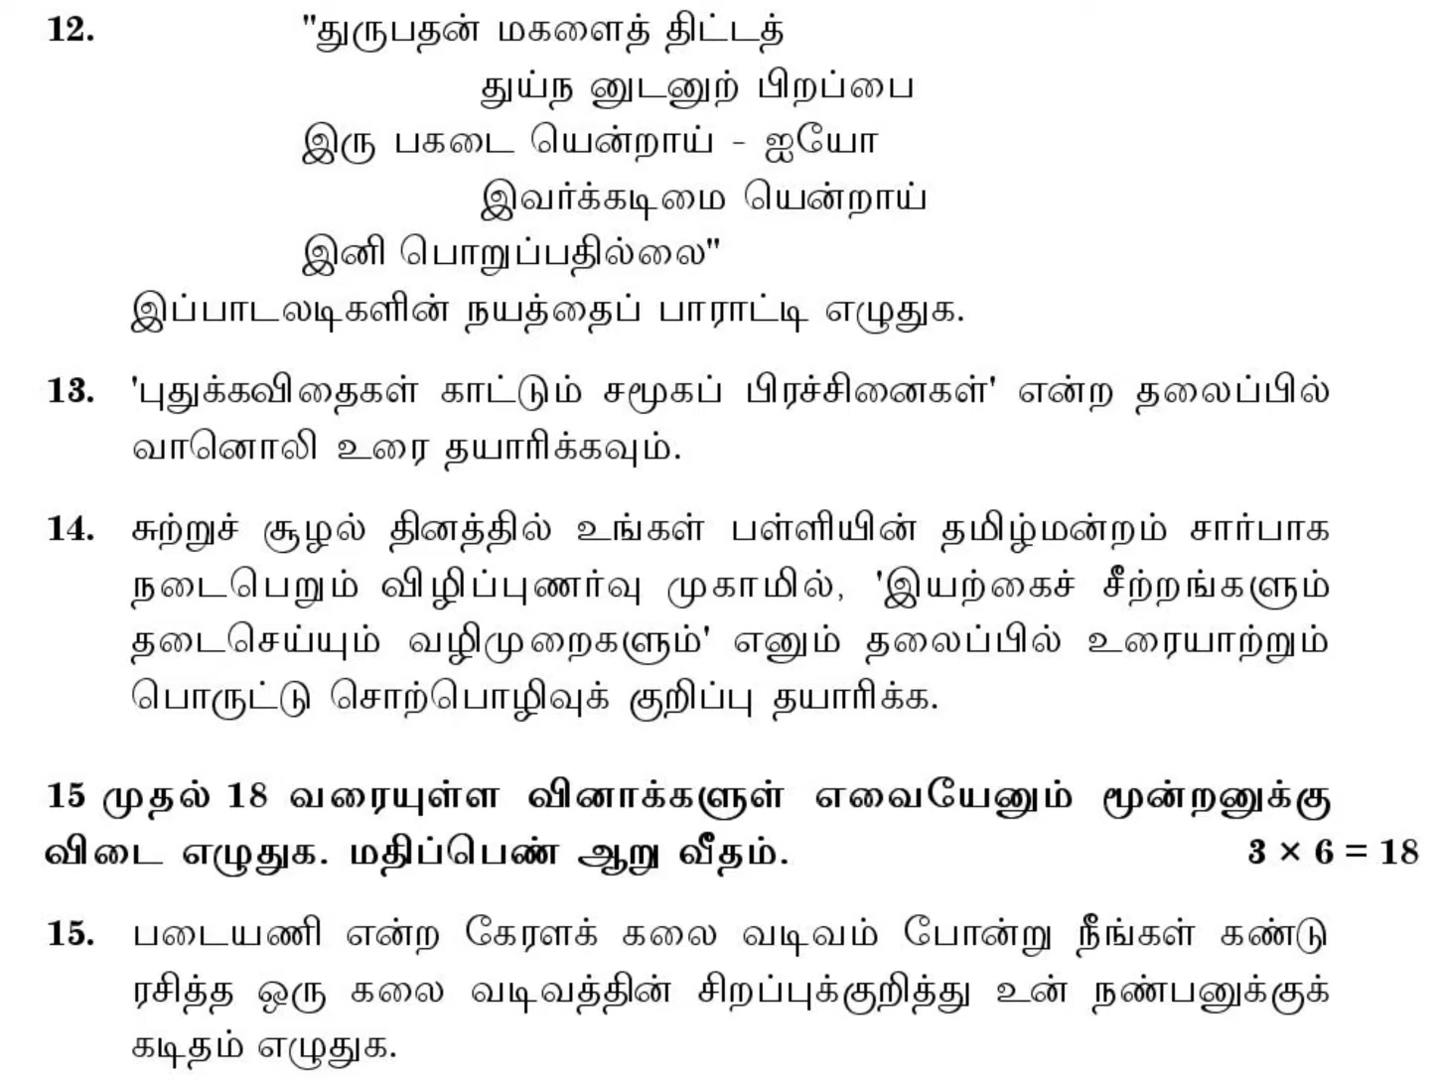 12. "துருபதன் மகளைத் திட்டத்
துய்ந னுடனுற் பிறப்பை
இரு பகடை யென்றாய் - ஐயோ
இவர்க்கடிமை யென்றாய்
இனி பொறுப்பதில்லை"
இப்பாடலடிகளின் நயத்தைப் பாராட்டி எழுதுக.
13. 'புதுக்கவிதைகள் காட்டும் சமூகப் பிரச்சினைகள்' என்ற தலைப்பில்
வானொலி உரை தயாரிக்கவும்.
14. சுற்றுச் சூழல் தினத்தில் உங்கள் பள்ளியின் தமிழ்மன்றம் சார்பாக
நடைபெறும் விழிப்புணர்வு முகாமில், 'இயற்கைச் சீற்றங்களும்
தடைசெய்யும் வழிமுறைகளும்' எனும் தலைப்பில் உரையாற்றும்
பொருட்டு சொற்பொழிவுக் குறிப்பு தயாரிக்க.
15 முதல் 18 வரையுள்ள வினாக்களுள் எவையேனும் மூன்றனுக்கு
விடை எழுதுக. மதிப்பெண் ஆறு வீதம். 3 × 6 = 18
15. படையணி என்ற கேரளக் கலை வடிவம் போன்று நீங்கள் கண்டு
ரசித்த ஒரு கலை வடிவத்தின் சிறப்புக்குறித்து உன் நண்பனுக்குக்
கடிதம் எழுதுக.